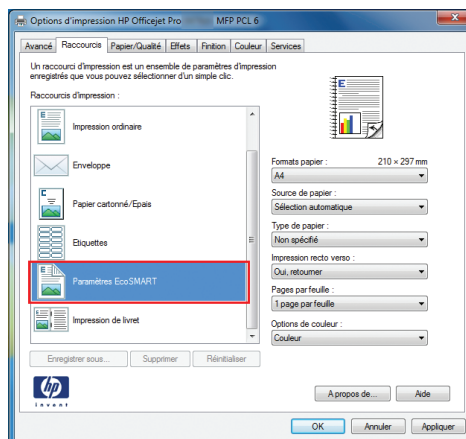 Options d'impression HP Officejet Pro MFP PCL 6
Avancé Raccourcis Papier/Qualité Effets Finition Couleur Services
Un raccourci d'impression est un ensemble de paramètres d'impression
enregistrés que vous pouvez sélectionner d'un simple clic.
Raccourcis d'impression :
Impression ordinaire
Enveloppe
Papier cartonné/Epais
Etiquettes
Paramètres EcoSMART
Impression de livret
Enregistrer sous... Supprimer Réinitialiser
Formats papier : 210 × 297 mm
A4
Source de papier :
Sélection automatique
Type de papier :
Non spécifié
Impression recto verso :
Oui, retourner
Pages par feuille :
1 page par feuille
Options de couleur :
Couleur
hp
invent
A propos de... Aide
OK Annuler Appliquer